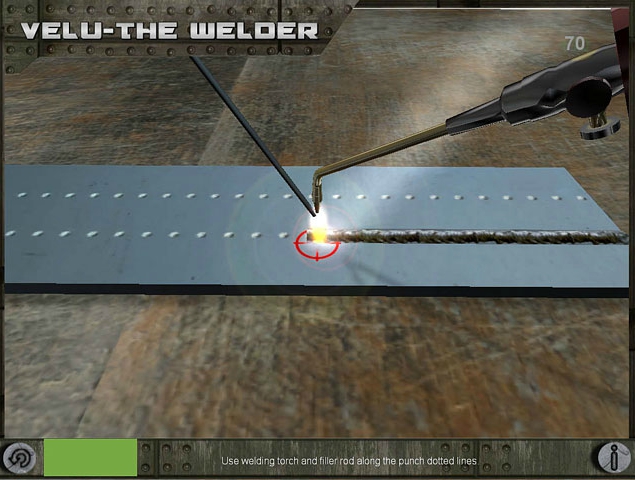 VELU-THE WELDER
70
Use welding torch and filler rod along the punch dotted lines